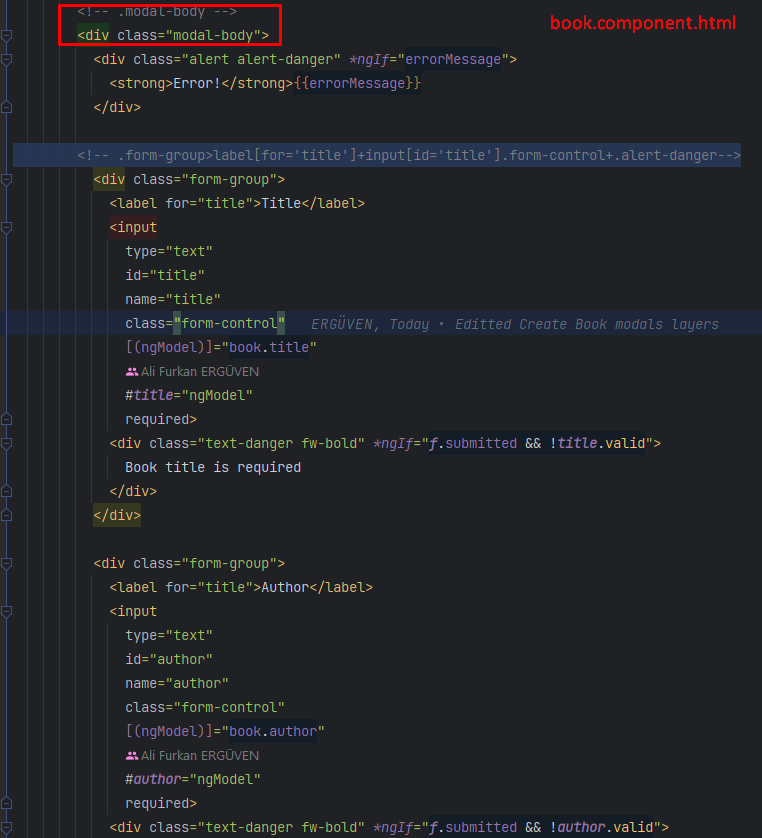 <!-- .modal-body -->
book.component.html
<div class="modal-body">
<div class="alert alert-danger" *ngIf="errorMessage">
<strong>Error!</strong>{{errorMessage}}
</div>
<!-- .form-group>label[for='title']+input[id='title'].form-control+.alert-danger-->
<div class="form-group">
<label for="title">Title</label>
<input
type="text"
id="title"
name="title"
class="form-control" ERGÜVEN, Today • Editted Create Book modals layers
[(ngModel)]="book.title"
Ali Furkan ERGÜVEN
#title="ngModel"
required>
<div class="text-danger fw-bold" *ngIf="f.submitted && !title.valid">
Book title is required
</div>
</div>
<div class="form-group">
<label for="title">Author</label>
<input
type="text"
id="author"
name="author"
class="form-control"
[(ngModel)]="book.author"
Ali Furkan ERGÜVEN
#author="ngModel"
required>
<div class="text-danger fw-bold" *ngIf="f.submitted && !author.valid">